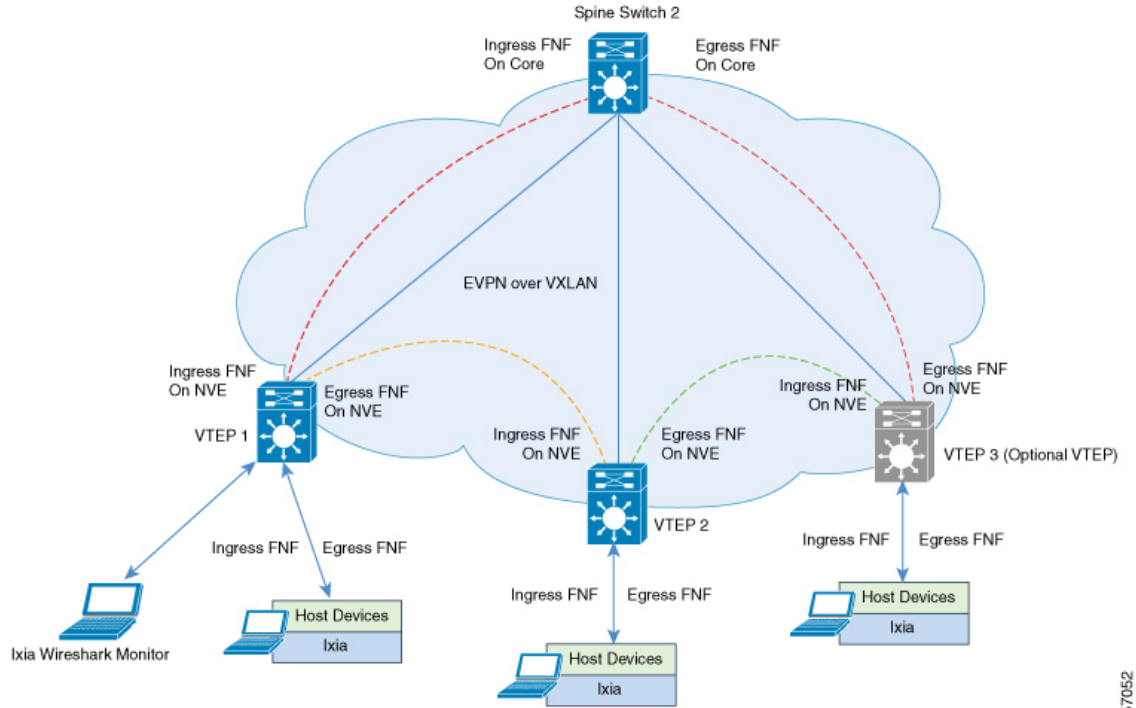 Spine Switch 2
Ingress FNF
On Core
Egress FNF
On Core
EVPN over VXLAN
Ingress FNF
On NVE
Egress FNF
On NVE
VTEP 1
Ingress FNF
On NVE
Egress FNF
On NVE
VTEP 2
Ingress FNF
On NVE
Egress FNF
On NVE
VTEP 3 (Optional VTEP)
Ingress FNF
Egress FNF
Ingress FNF
Egress FNF
Ingress FNF
Egress FNF
Ixia Wireshark Monitor
Host Devices
Ixia
Host Devices
Ixia
Host Devices
Ixia